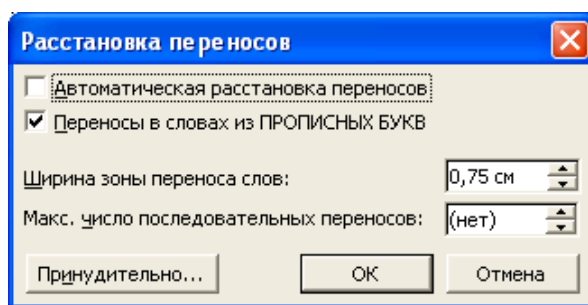 Расстановка переносов
Автоматическая расстановка переносов
Переносы в словах из ПРОПИСНЫХ БУКВ
Ширина зоны переноса слов: 0,75 см
Макс. число последовательных переносов: (нет)
Принудительно... ОК Отмена